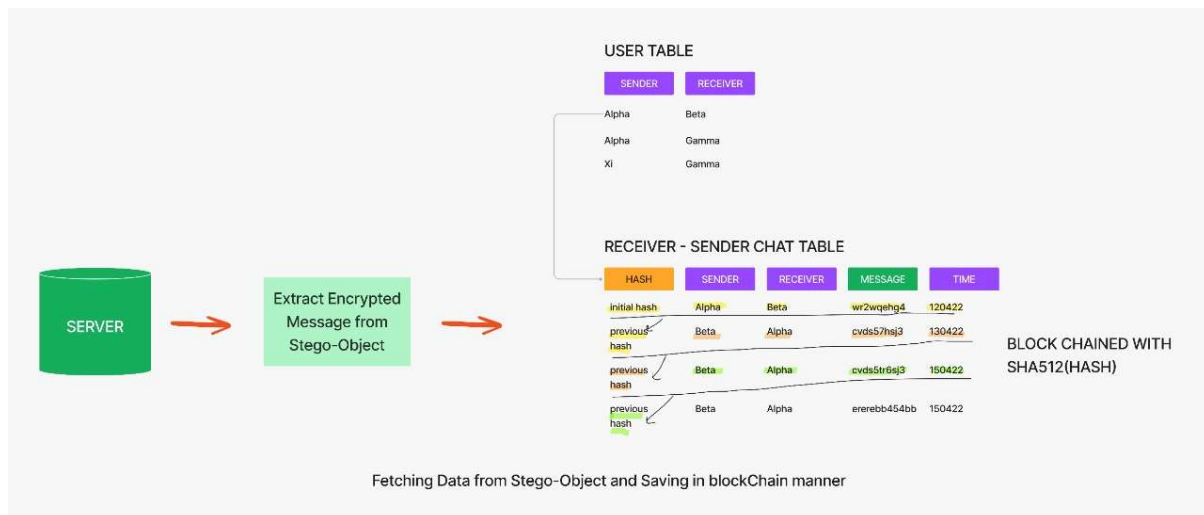 USER TABLE
SENDER RECEIVER
Alpha Beta
Alpha Gamma
Xi Gamma
RECEIVER - SENDER CHAT TABLE
HASH SENDER RECEIVER MESSAGE TIME
initial hash Alpha Beta wr2wqehg4 120422
previous Beta Alpha cvds57hsj3 130422
hash
previous Beta Alpha cvds5tr6sj3 150422
hash
previous Beta Alpha ererebb454bb 150422
hash
SERVER
Extract Encrypted
Message from
Stego-Object
BLOCK CHAINED WITH
SHA512(HASH)
Fetching Data from Stego-Object and Saving in blockChain manner